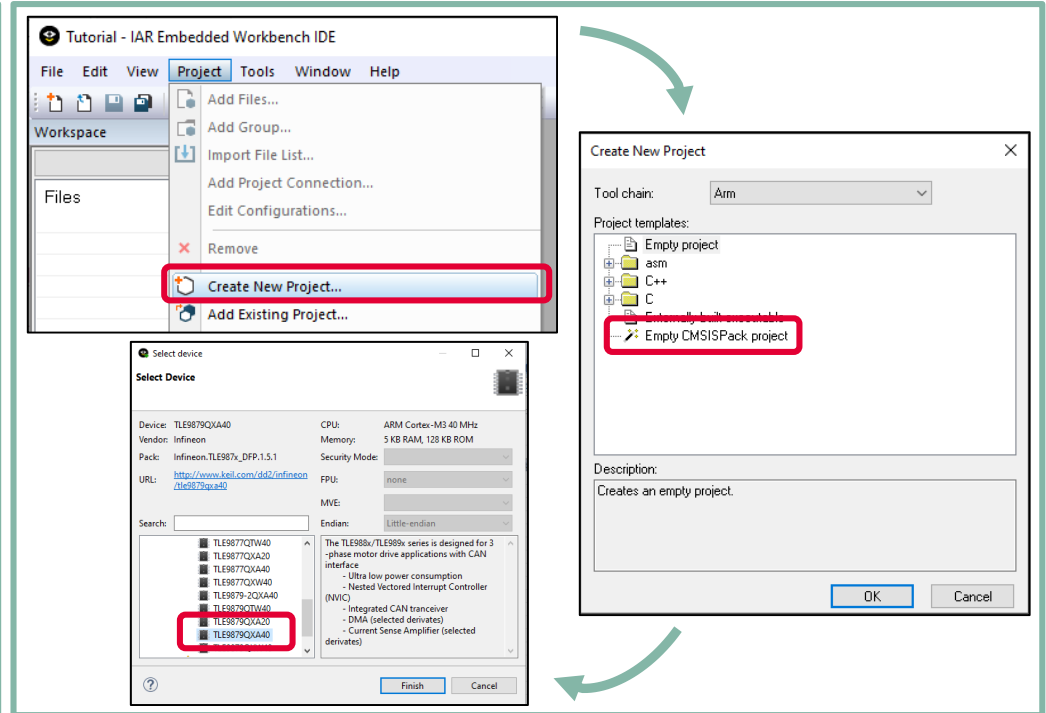 Tutorial - IAR Embedded Workbench IDE
File Edit View Project Tools Window Help
Add Files...
Workspace
Add Group...
Import File List...
Files
Add Project Connection...
Edit Configurations...
Remove
Create New Project...
Add Existing Project...
Create New Project
Tool chain: Arm
Project templates:
Empty project
asm
C++
C
Externally built executable
Empty CMSISPack project
Description:
Creates an empty project.
OK Cancel
Select device
Select Device
Device: TLE9879QXA40 CPU: ARM Cortex-M3 40 MHz
Vendor: Infineon Memory: 5 KB RAM, 128 KB ROM
Pack: Infineon.TLE987x_DFP.1.5.1 Security Mode:
URL: http://www.keil.com/dd2/infineon FPU: none
/tle9879qxa40
MVE:
Search: Endian: Little-endian
TLE9877QTW40
TLE9877QXA20
TLE9877QXA40
TLE9877QXW40
TLE9879-2QXA40
TLE9879QTW40
TLE9879QXA20
TLE9879QXA40
The TLE988x/TLE989x series is designed for 3
-phase motor drive applications with CAN
interface
- Ultra low power consumption
- Nested Vectored Interrupt Controller
(NVIC)
- Integrated CAN tranceiver
- DMA (selected derivates)
- Current Sense Amplifier (selected
derivates)
Finish Cancel